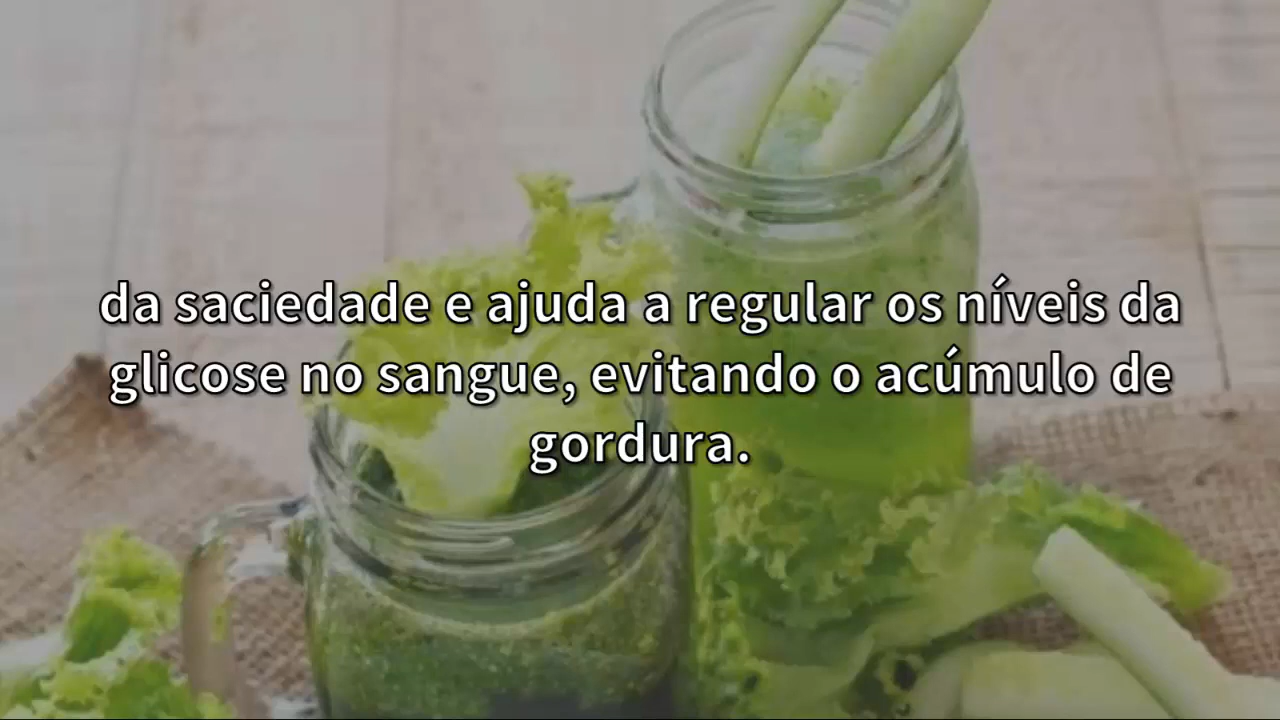 da saciedade e ajuda a regular os níveis da
glicose no sangue, evitando o acúmulo de
gordura.